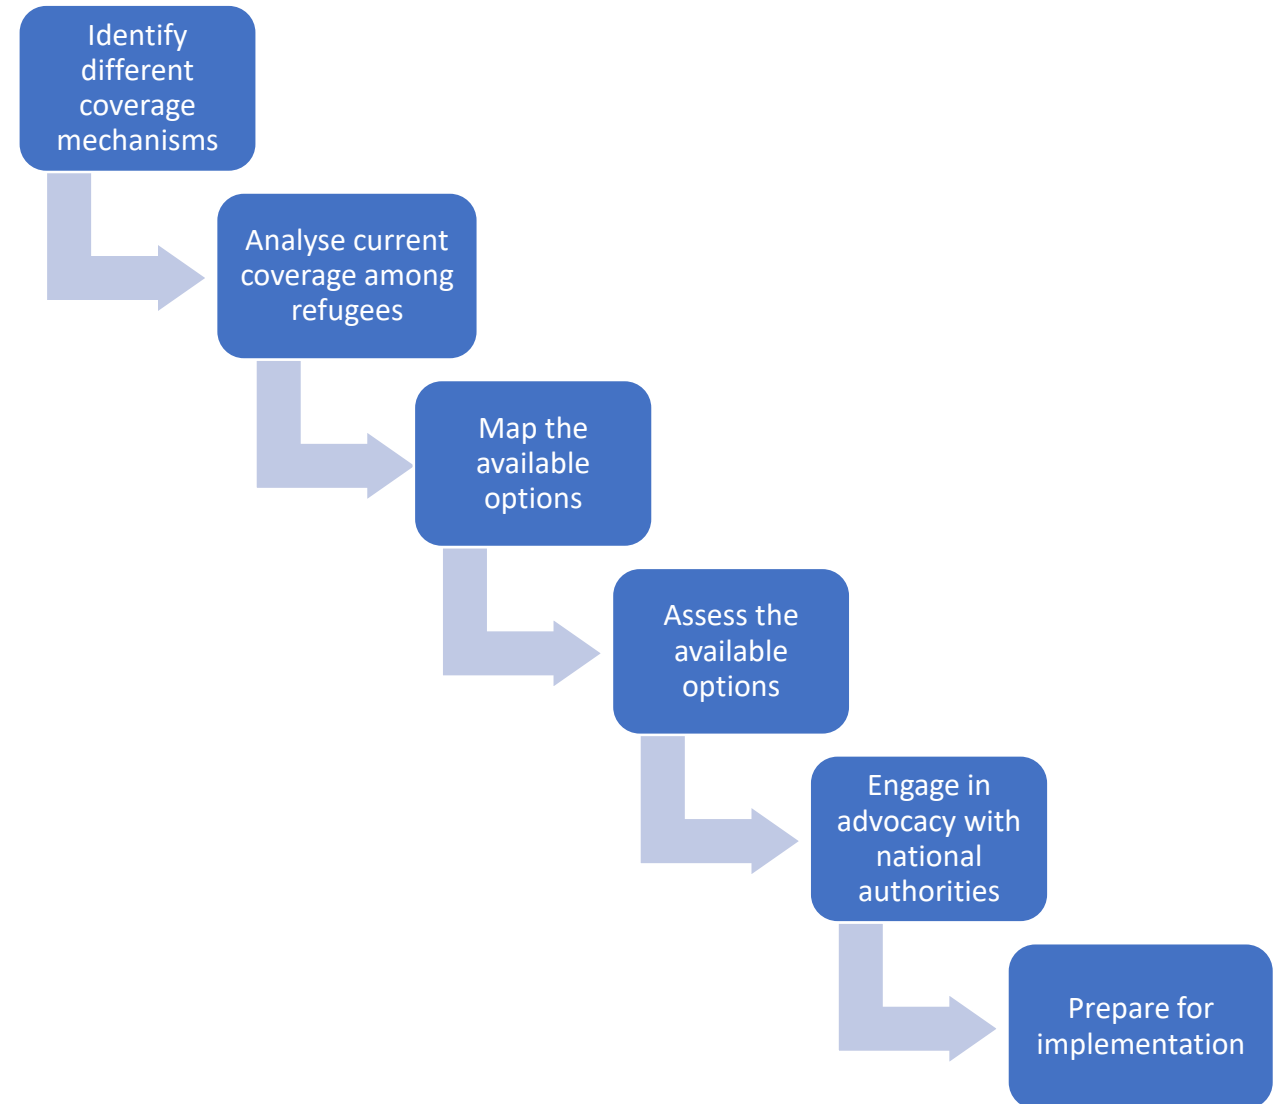 Identify
different
coverage
mechanisms
Analyse current
coverage among
refugees
Map the
available
options
Assess the
available
options
Engage in
advocacy with
national
authorities
Prepare for
implementation